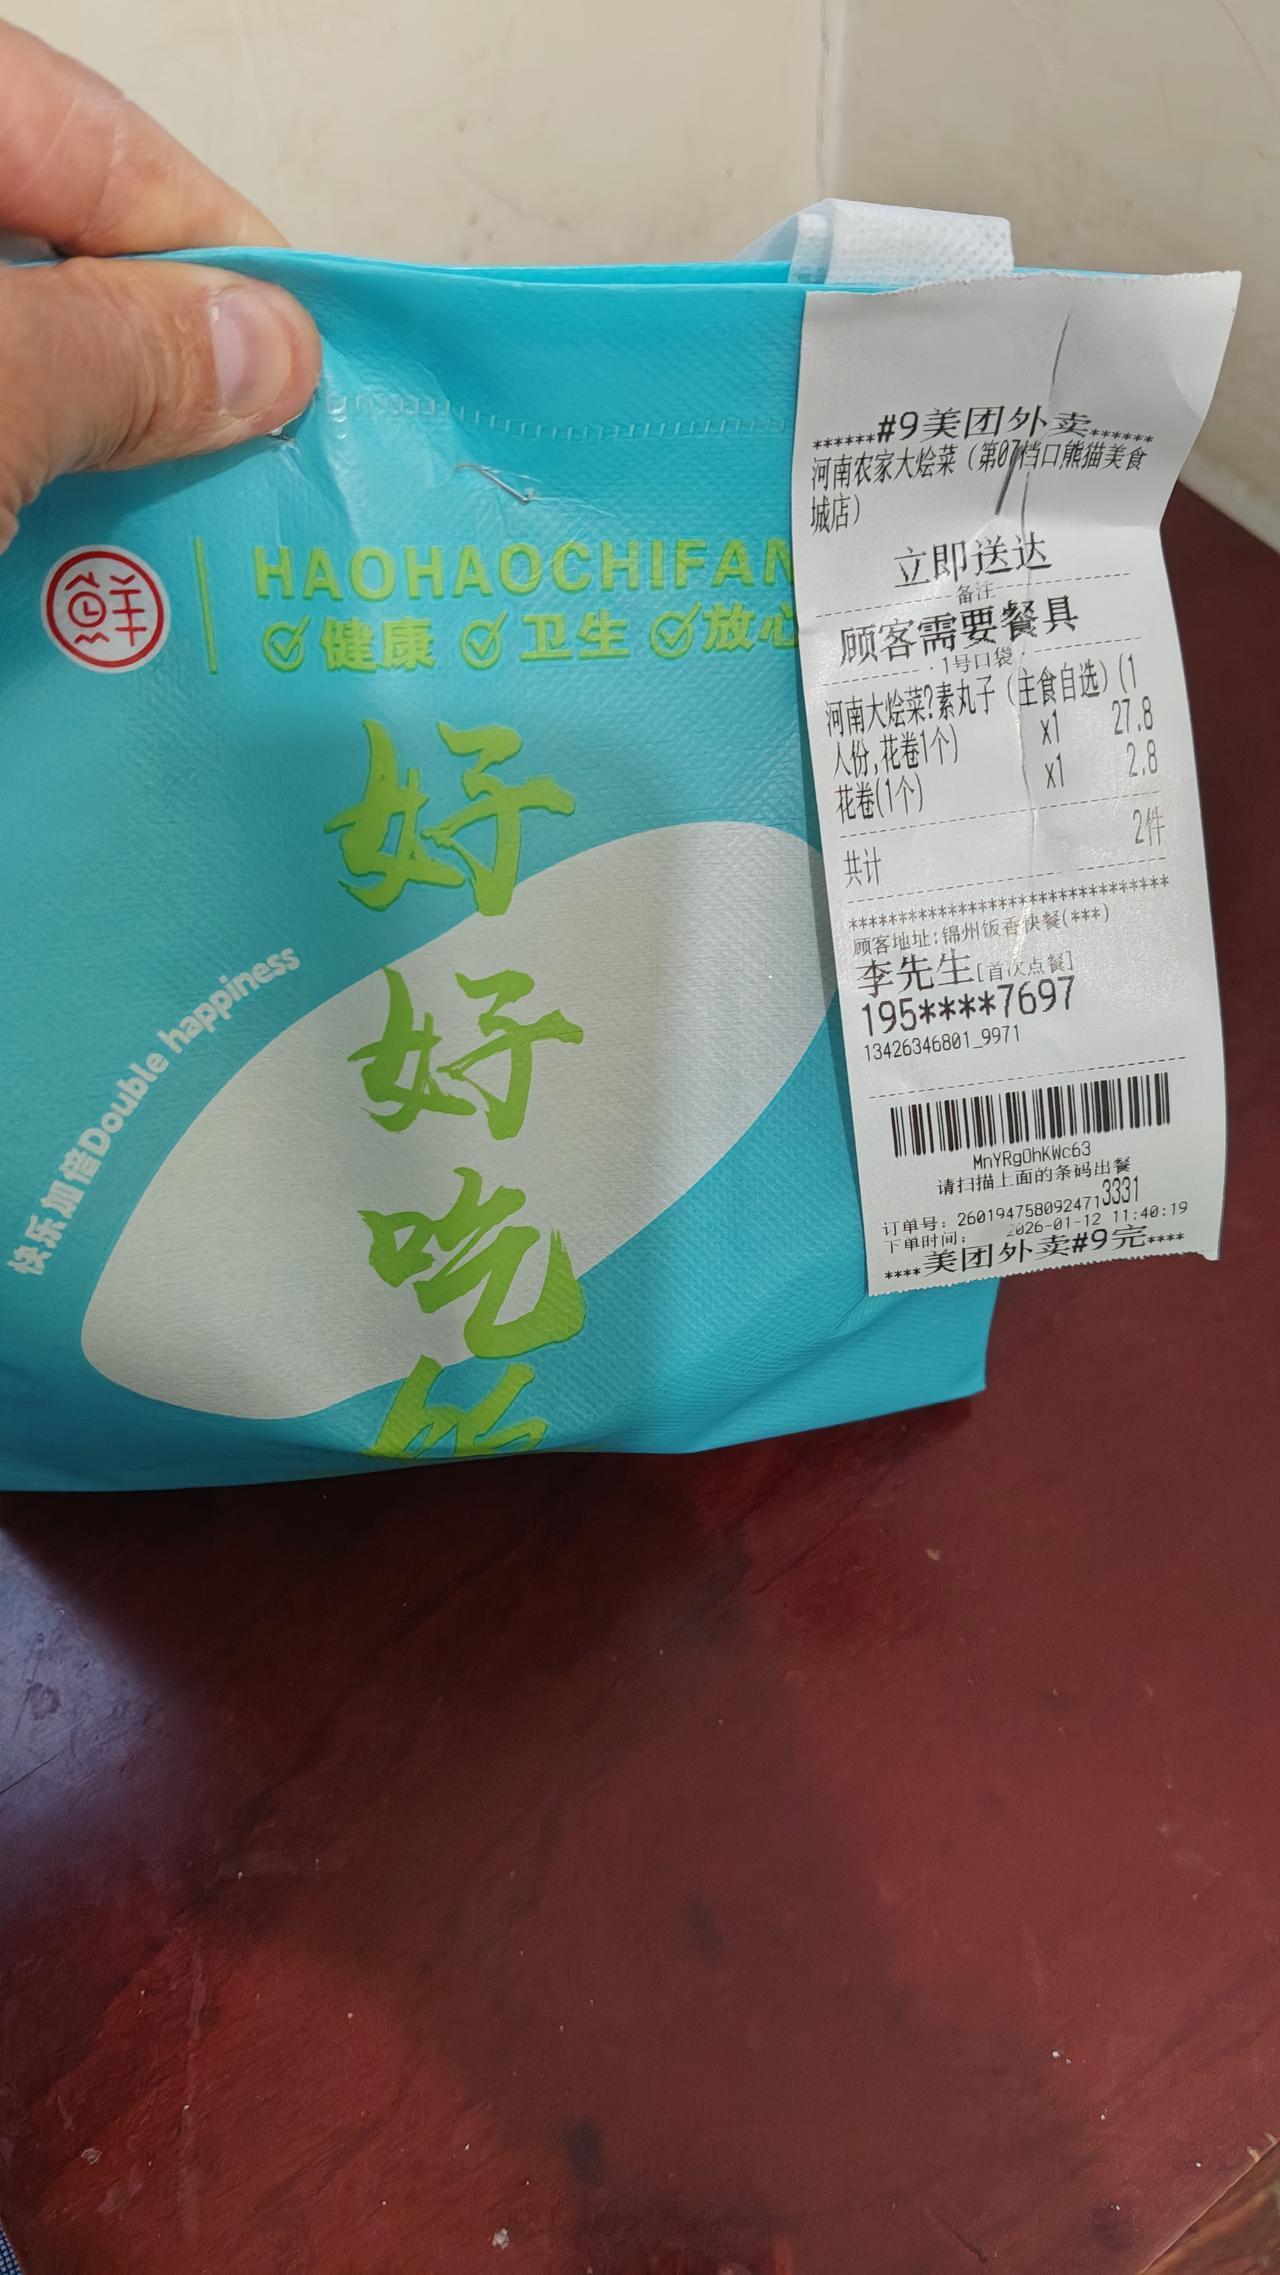 鲜
HAOHAOCHIFAN
健康 卫生 放心
好
好
吃
饭
快乐加倍Double happiness
******#9美团外卖******
河南农家大烩菜（第07档口熊猫美食
城店）
立即送达
备注
顾客需要餐具
1号口袋
河南大烩菜?素丸子（主食自选）(1
人份,花卷1个) x1 27.8
花卷(1个) x1 2.8
共计 2件
********************************
顾客地址:锦州饭香快餐(***)
李先生[首次点餐]
195****7697
13426346801_9971
MnYRgOhKWc63
请扫描上面的条码出餐
订单号: 2601947580924713331
下单时间: 2026-01-12 11:40:19
****美团外卖#9完****